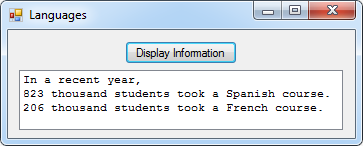 Languages
Display Information
In a recent year,
823 thousand students took a Spanish course.
206 thousand students took a French course.